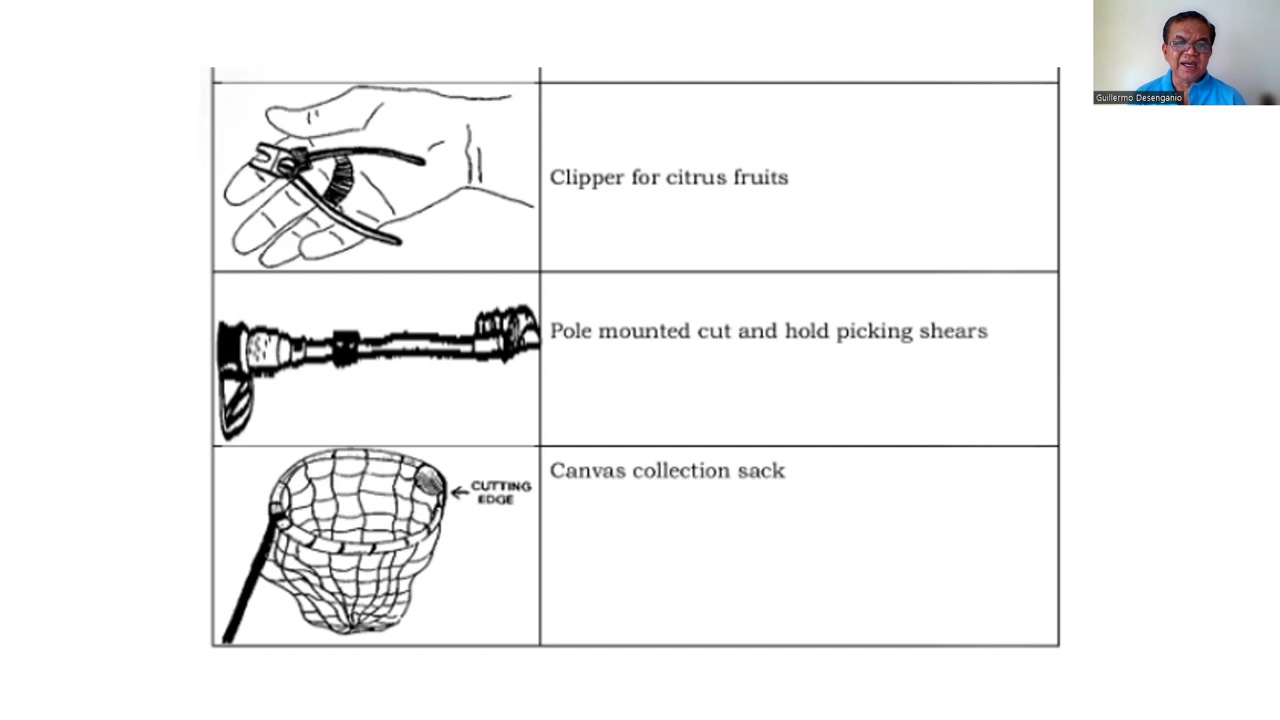 Guillermo Desenganio
Clipper for citrus fruits
Pole mounted cut and hold picking shears
Canvas collection sack
CUTTING
EDGE